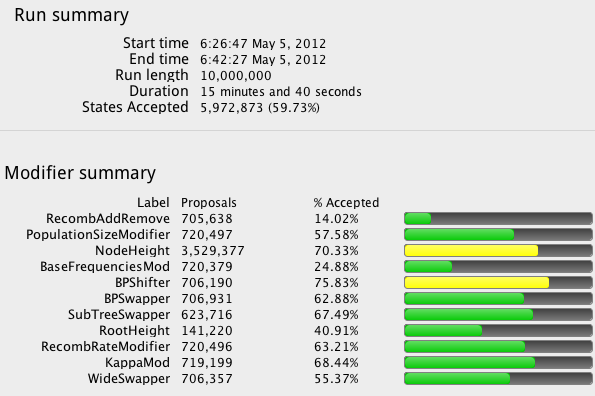 Run summary
Start time 6:26:47 May 5, 2012
End time 6:42:27 May 5, 2012
Run length 10,000,000
Duration 15 minutes and 40 seconds
States Accepted 5,972,873 (59.73%)
Modifier summary
Label Proposals % Accepted
RecombAddRemove 705,638 14.02%
PopulationSizeModifier 720,497 57.58%
NodeHeight 3,529,377 70.33%
BaseFrequenciesMod 720,379 24.88%
BPShifter 706,190 75.83%
BPSwapper 706,931 62.88%
SubTreeSwapper 623,716 67.49%
RootHeight 141,220 40.91%
RecombRateModifier 720,496 63.21%
KappaMod 719,199 68.44%
WideSwapper 706,357 55.37%